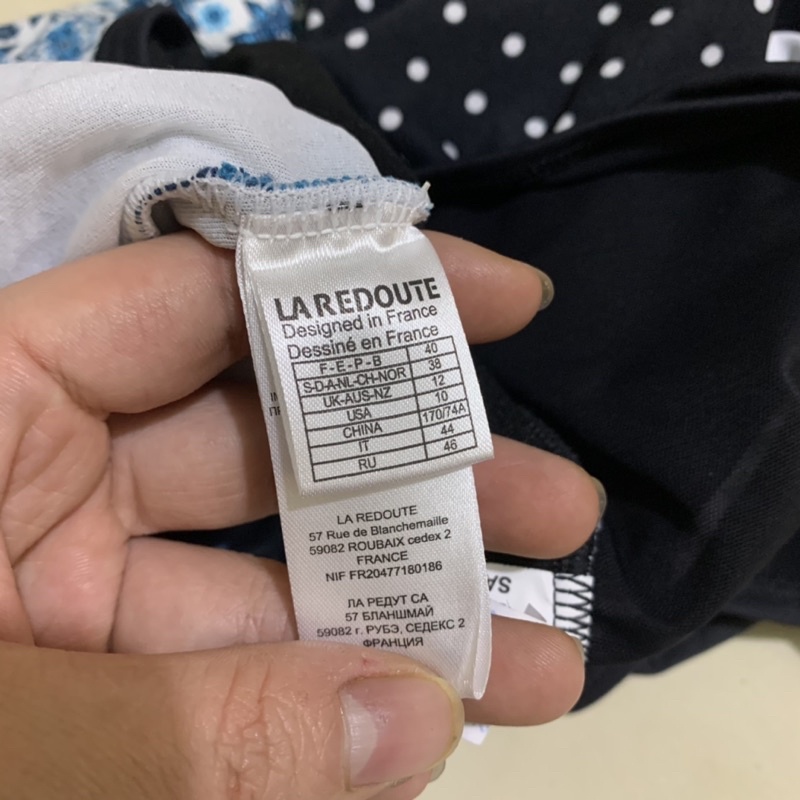 LA REDOUTE
Designed in France
Dessiné en France
F-E-P-B 40
S-D-A-NL-CH-NOR 38
UK-AUS-NZ 12
USA 10
CHINA 170/74A
IT 44
RU 46
LA REDOUTE
57 Rue de Blanchemaille
59082 ROUBAIX cedex 2
FRANCE
NIF FR20477180186
ЛА РЕДУТ СА
57 БЛАНШМАЙ
59082 г. РУБЭ, СЕДЕКС 2
ФРАНЦИЯ
SA